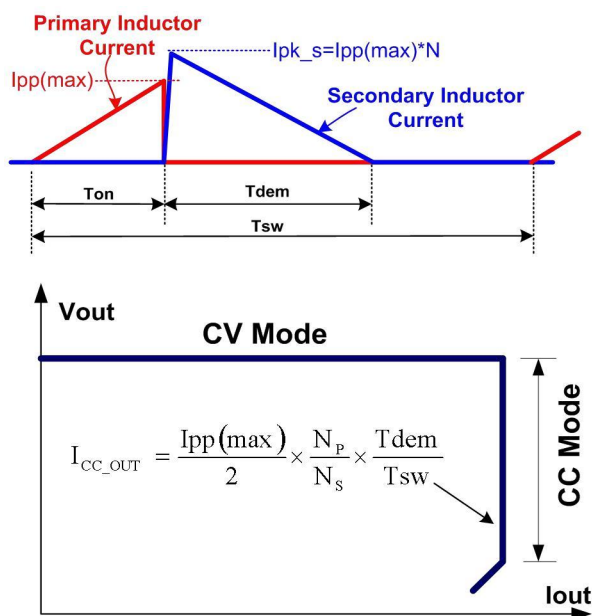 Primary Inductor
Current
Ipk_s=Ipp(max)*N
Ipp(max)
Secondary Inductor
Current
Ton
Tdem
Tsw
Vout
CV Mode
I_CC_OUT = Ipp(max)/2 × N_P/N_S × Tdem/Tsw
CC Mode
Iout